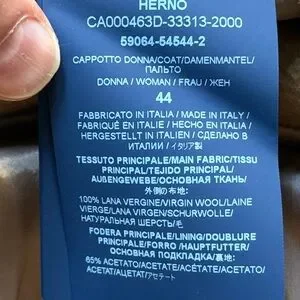 HERNO
CA000463D-33313-2000
59064-54544-2
CAPPOTTO DONNA/COAT/DAMENMANTEL/
ПАЛЬТО
DONNA / WOMAN / FRAU / ЖЕН
44
FABBRICATO IN ITALIA / MADE IN ITALY /
FABRIQUÉ EN ITALIE / HECHO EN ITALIA /
HERGESTELLT IN ITALIEN / СДЕЛАНО В
ИТАЛИИ / イタリア製
TESSUTO PRINCIPALE/MAIN FABRIC/TISSU
PRINCIPAL/TEJIDO PRINCIPAL/
AUßENGEWEBE/ОСНОВНАЯ ТКАНЬ/
外側の布地:
100% LANA VERGINE/VIRGIN WOOL/LAINE
VIERGE/LANA VIRGEN/SCHURWOLLE/
НАТУРАЛЬНАЯ ШЕРСТЬ/毛
FODERA PRINCIPALE/LINING/DOUBLURE
PRINCIPALE/FORRO/HAUPTFUTTER/
ОСНОВНАЯ ПОДКЛАДКА/裏地:
65% ACETATO/ACETATE/ACÉTATE/ACETATO/
ACETAT/АЦЕТАТ/アセテート